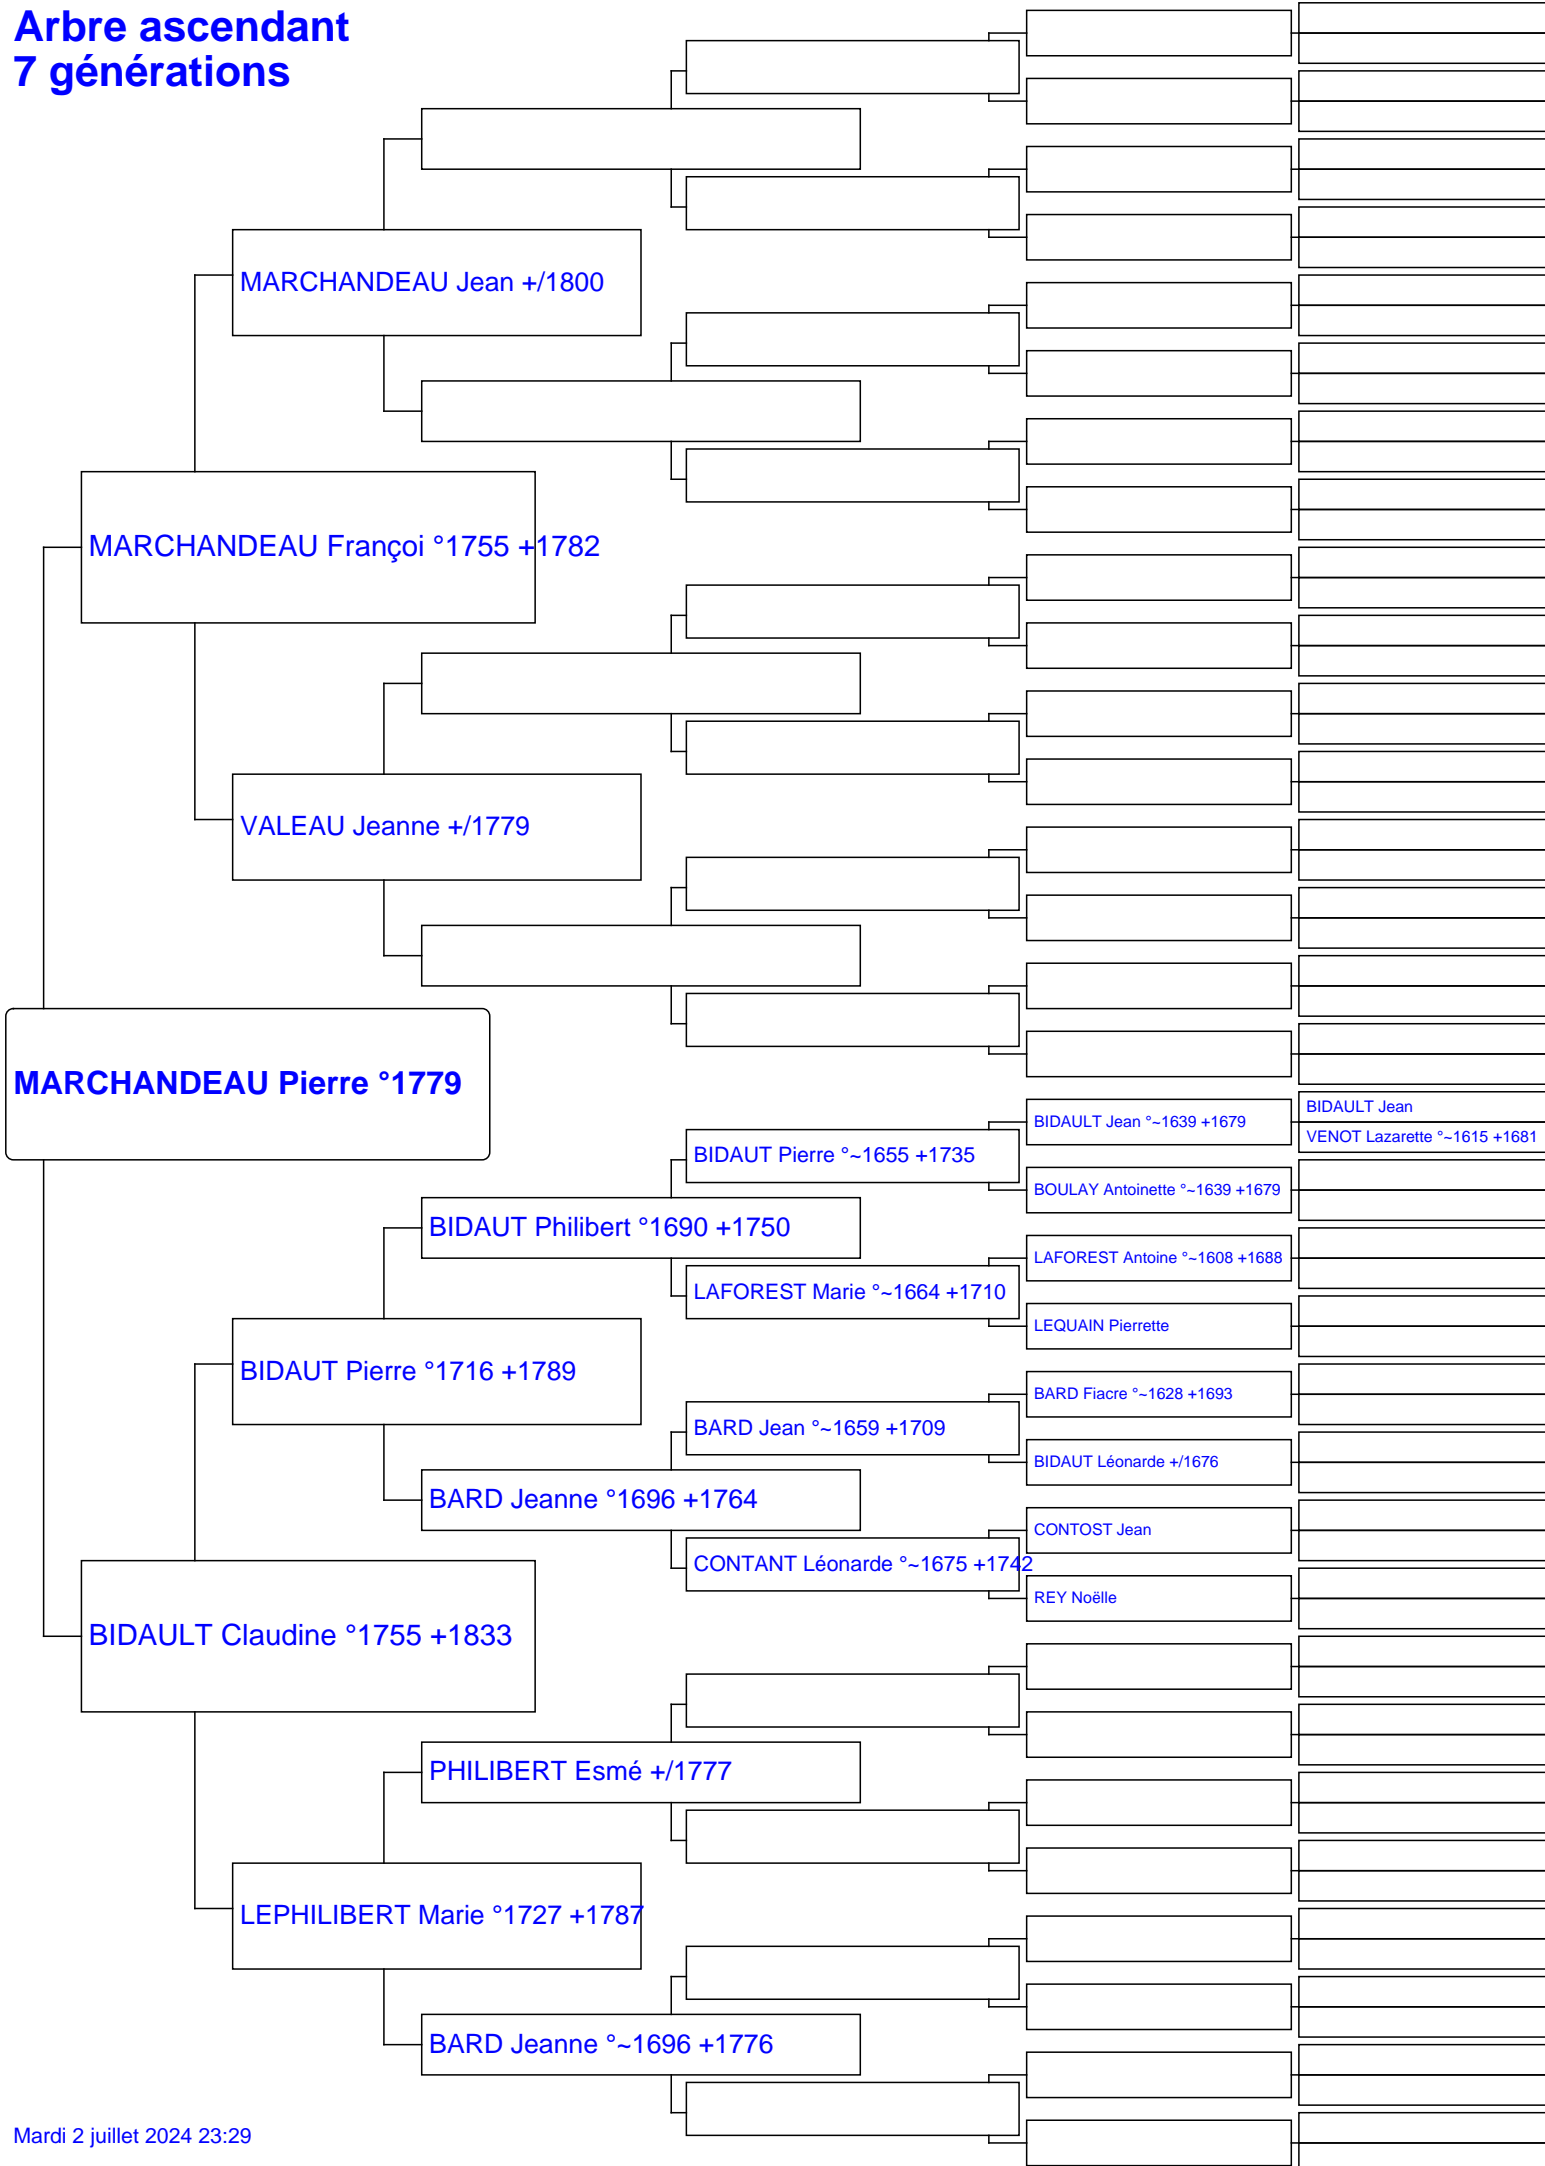 Arbre ascendant
7 générations
MARCHANDEAU Jean +/1800
MARCHANDEAU Françoi °1755 +1782
VALEAU Jeanne +/1779
MARCHANDEAU Pierre °1779
BIDAULT Jean
BIDAULT Jean °~1639 +1679
VENOT Lazarette °~1615 +1681
BIDAUT Pierre °~1655 +1735
BOULAY Antoinette °~1639 +1679
BIDAUT Philibert °1690 +1750
LAFOREST Antoine °~1608 +1688
LAFOREST Marie °~1664 +1710
LEQUAIN Pierrette
BIDAUT Pierre °1716 +1789
BARD Fiacre °~1628 +1693
BARD Jean °~1659 +1709
BIDAUT Léonarde +/1676
BARD Jeanne °1696 +1764
CONTOST Jean
CONTANT Léonarde °~1675 +1742
REY Noëlle
BIDAULT Claudine °1755 +1833
PHILIBERT Esmé +/1777
LEPHILIBERT Marie °1727 +1787
BARD Jeanne °~1696 +1776
Mardi 2 juillet 2024 23:29